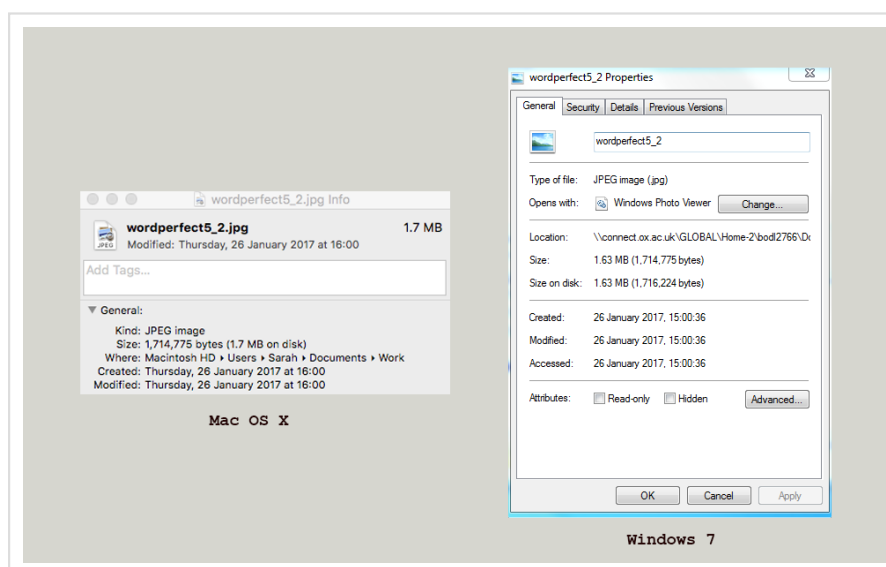 wordperfect5_2.jpg Info
JPEG
wordperfect5_2.jpg 1.7 MB
Modified: Thursday, 26 January 2017 at 16:00
Add Tags...
General:
Kind: JPEG image
Size: 1,714,775 bytes (1.7 MB on disk)
Where: Macintosh HD ▸ Users ▸ Sarah ▸ Documents ▸ Work
Created: Thursday, 26 January 2017 at 16:00
Modified: Thursday, 26 January 2017 at 16:00
Mac OS X
wordperfect5_2 Properties
General Security Details Previous Versions
wordperfect5_2
Type of file: JPEG image (.jpg)
Opens with: Windows Photo Viewer Change...
Location: \\connect.ox.ac.uk\GLOBAL\Home-2\bodl2766\Do
Size: 1.63 MB (1,714,775 bytes)
Size on disk: 1.63 MB (1,716,224 bytes)
Created: 26 January 2017, 15:00:36
Modified: 26 January 2017, 15:00:36
Accessed: 26 January 2017, 15:00:36
Attributes: Read-only Hidden Advanced...
OK Cancel Apply
Windows 7